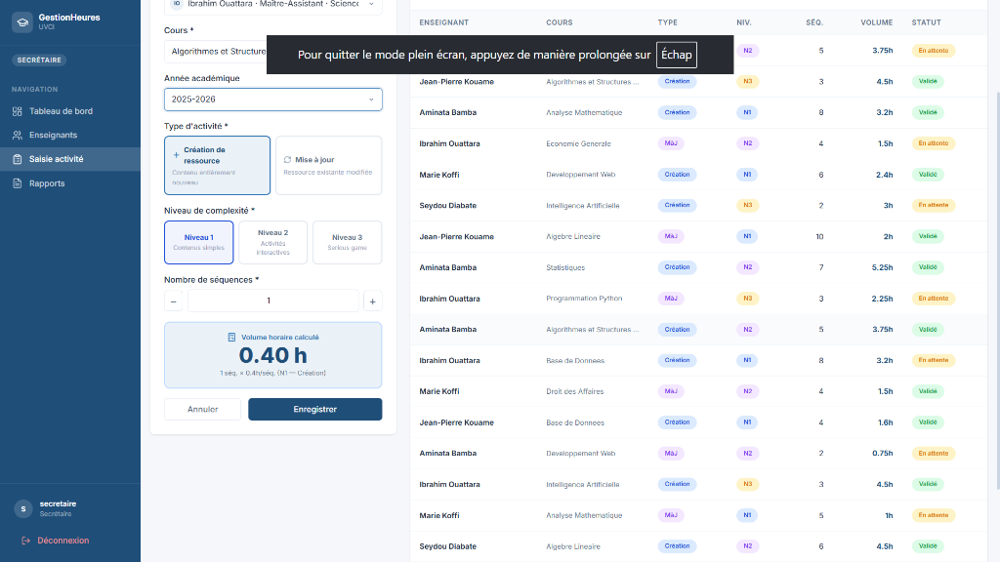 GestionHeures
UVCI
SECRÉTAIRE
NAVIGATION
Tableau de bord
Enseignants
Saisie activité
Rapports
S
secretaire
Secrétaire
Déconnexion
IO Ibrahim Ouattara · Maître-Assistant · Science
Cours *
Algorithmes et Structure
Année académique
2025-2026
Type d'activité *
Création de ressource
Contenu entièrement nouveau
Mise à jour
Ressource existante modifiée
Niveau de complexité *
Niveau 1
Contenus simples
Niveau 2
Activités interactives
Niveau 3
Serious game
Nombre de séquences *
− 1 +
Volume horaire calculé
0.40 h
1 séq. × 0.4h/séq. (N1 — Création)
Annuler
Enregistrer
Pour quitter le mode plein écran, appuyez de manière prolongée sur Échap
ENSEIGNANT COURS TYPE NIV. SÉQ. VOLUME STATUT
N2 5 3.75h En attente
Jean-Pierre Kouame Algorithmes et Structures ... Création N3 3 4.5h Validé
Aminata Bamba Analyse Mathematique Création N1 8 3.2h Validé
Ibrahim Ouattara Economie Generale MàJ N2 4 1.5h En attente
Marie Koffi Developpement Web Création N1 6 2.4h Validé
Seydou Diabate Intelligence Artificielle Création N3 2 3h En attente
Jean-Pierre Kouame Algebre Lineaire MàJ N1 10 2h Validé
Aminata Bamba Statistiques Création N2 7 5.25h Validé
Ibrahim Ouattara Programmation Python MàJ N3 3 2.25h En attente
Aminata Bamba Algorithmes et Structures ... Création N2 5 3.75h Validé
Ibrahim Ouattara Base de Donnees Création N1 8 3.2h En attente
Marie Koffi Droit des Affaires MàJ N2 4 1.5h Validé
Jean-Pierre Kouame Base de Donnees Création N1 4 1.6h Validé
Aminata Bamba Developpement Web MàJ N2 2 0.75h En attente
Ibrahim Ouattara Intelligence Artificielle Création N3 3 4.5h Validé
Marie Koffi Analyse Mathematique MàJ N1 5 1h En attente
Seydou Diabate Algebre Lineaire Création N2 6 4.5h Validé